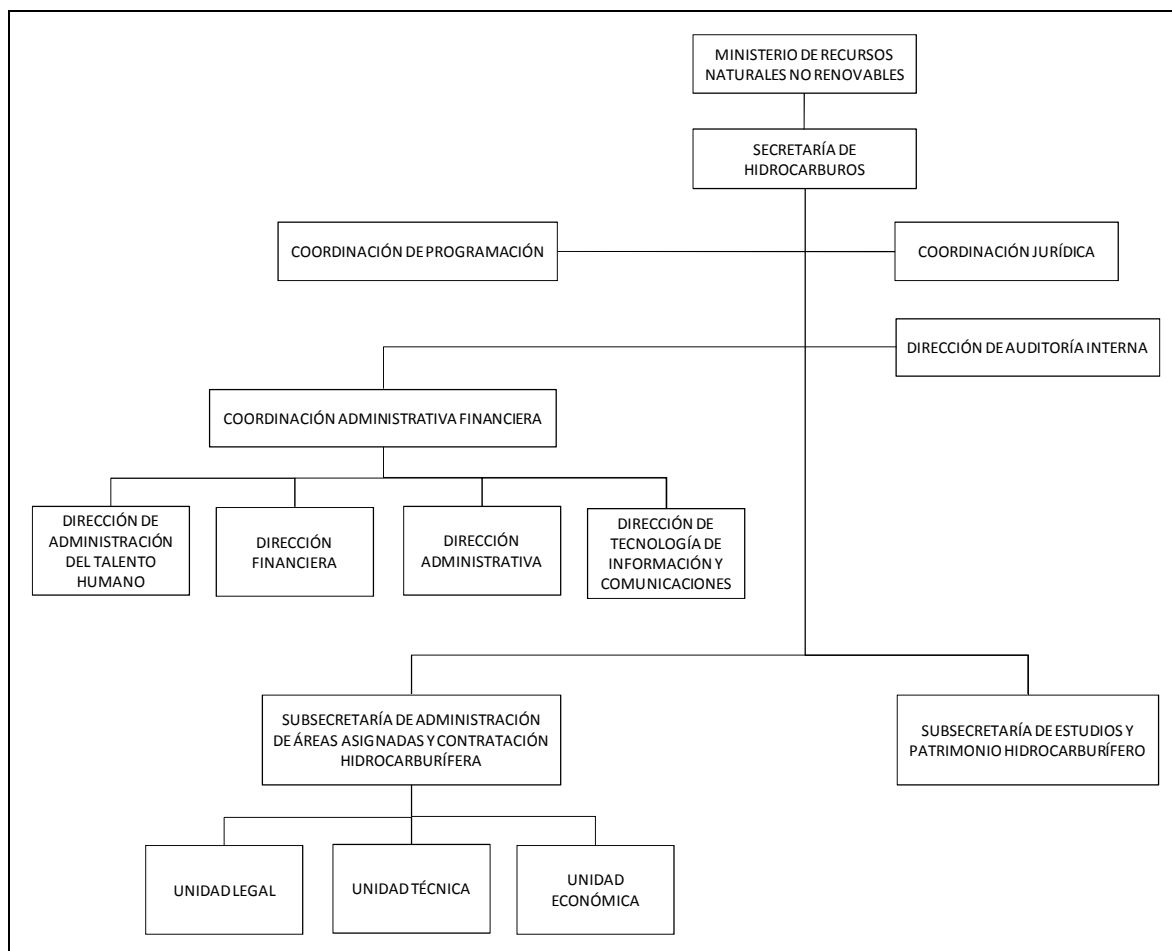 MINISTERIO DE RECURSOS
NATURALES NO RENOVABLES
SECRETARÍA DE
HIDROCARBUROS
COORDINACIÓN DE PROGRAMACIÓN
COORDINACIÓN JURÍDICA
DIRECCIÓN DE AUDITORÍA INTERNA
COORDINACIÓN ADMINISTRATIVA FINANCIERA
DIRECCIÓN DE
ADMINISTRACIÓN
DEL TALENTO
HUMANO
DIRECCIÓN
FINANCIERA
DIRECCIÓN
ADMINISTRATIVA
DIRECCIÓN DE
TECNOLOGÍA DE
INFORMACIÓN Y
COMUNICACIONES
SUBSECRETARÍA DE ADMINISTRACIÓN
DE ÁREAS ASIGNADAS Y CONTRATACIÓN
HIDROCARBURÍFERA
SUBSECRETARÍA DE ESTUDIOS Y
PATRIMONIO HIDROCARBURÍFERO
UNIDAD LEGAL
UNIDAD TÉCNICA
UNIDAD
ECONÓMICA